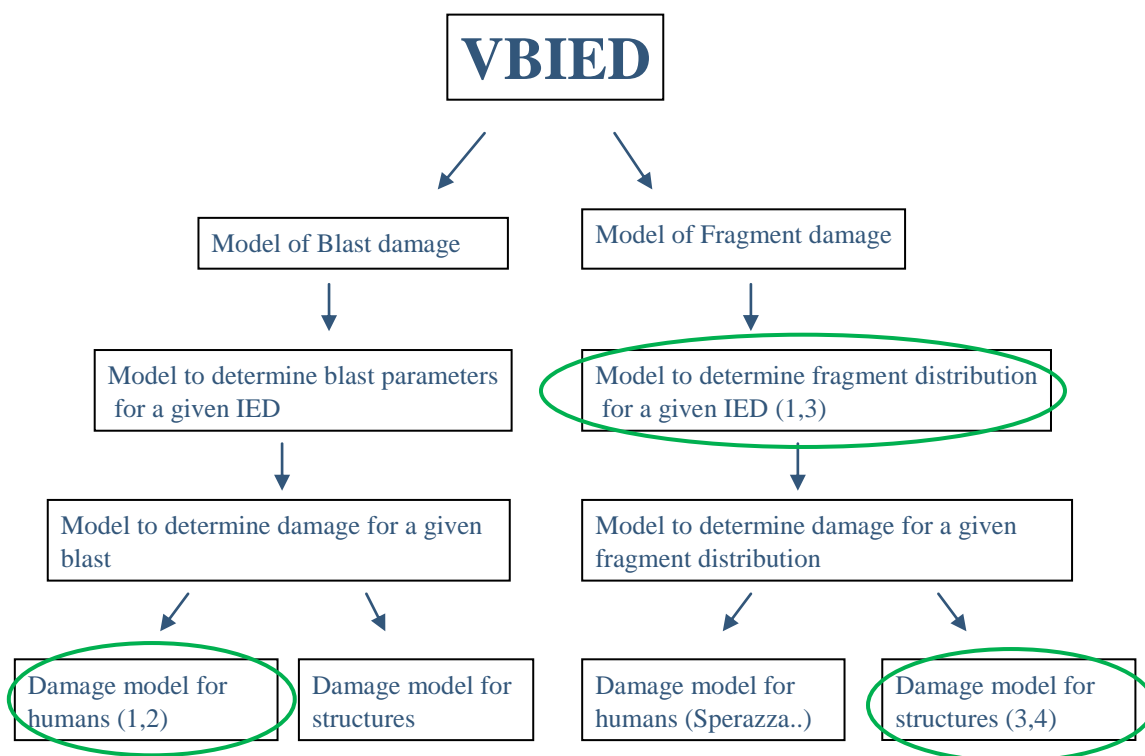 VBIED
Model of Blast damage
Model of Fragment damage
Model to determine blast parameters
for a given IED
Model to determine fragment distribution
for a given IED (1,3)
Model to determine damage for a given
blast
Model to determine damage for a given
fragment distribution
Damage model for
humans (1,2)
Damage model for
structures
Damage model for
humans (Sperazza..)
Damage model for
structures (3,4)